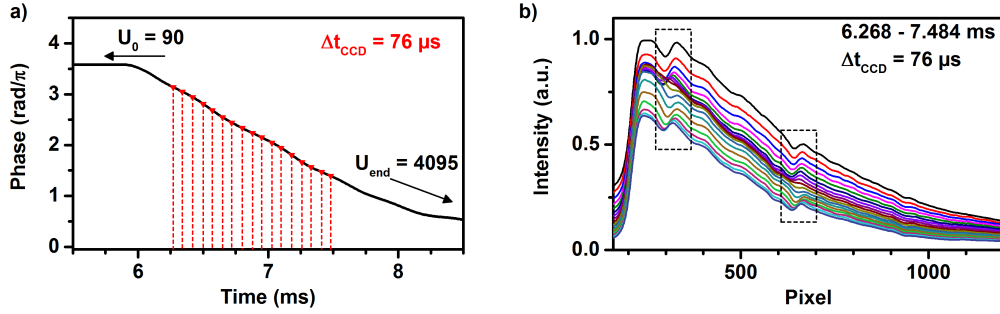 a)
U0 = 90
ΔtCCD = 76 µs
Uend = 4095
Phase (rad/π)
4
3
2
1
0
6
7
8
Time (ms)
b)
6.268 - 7.484 ms
ΔtCCD = 76 µs
Intensity (a.u.)
1.0
0.5
0.0
500
1000
Pixel